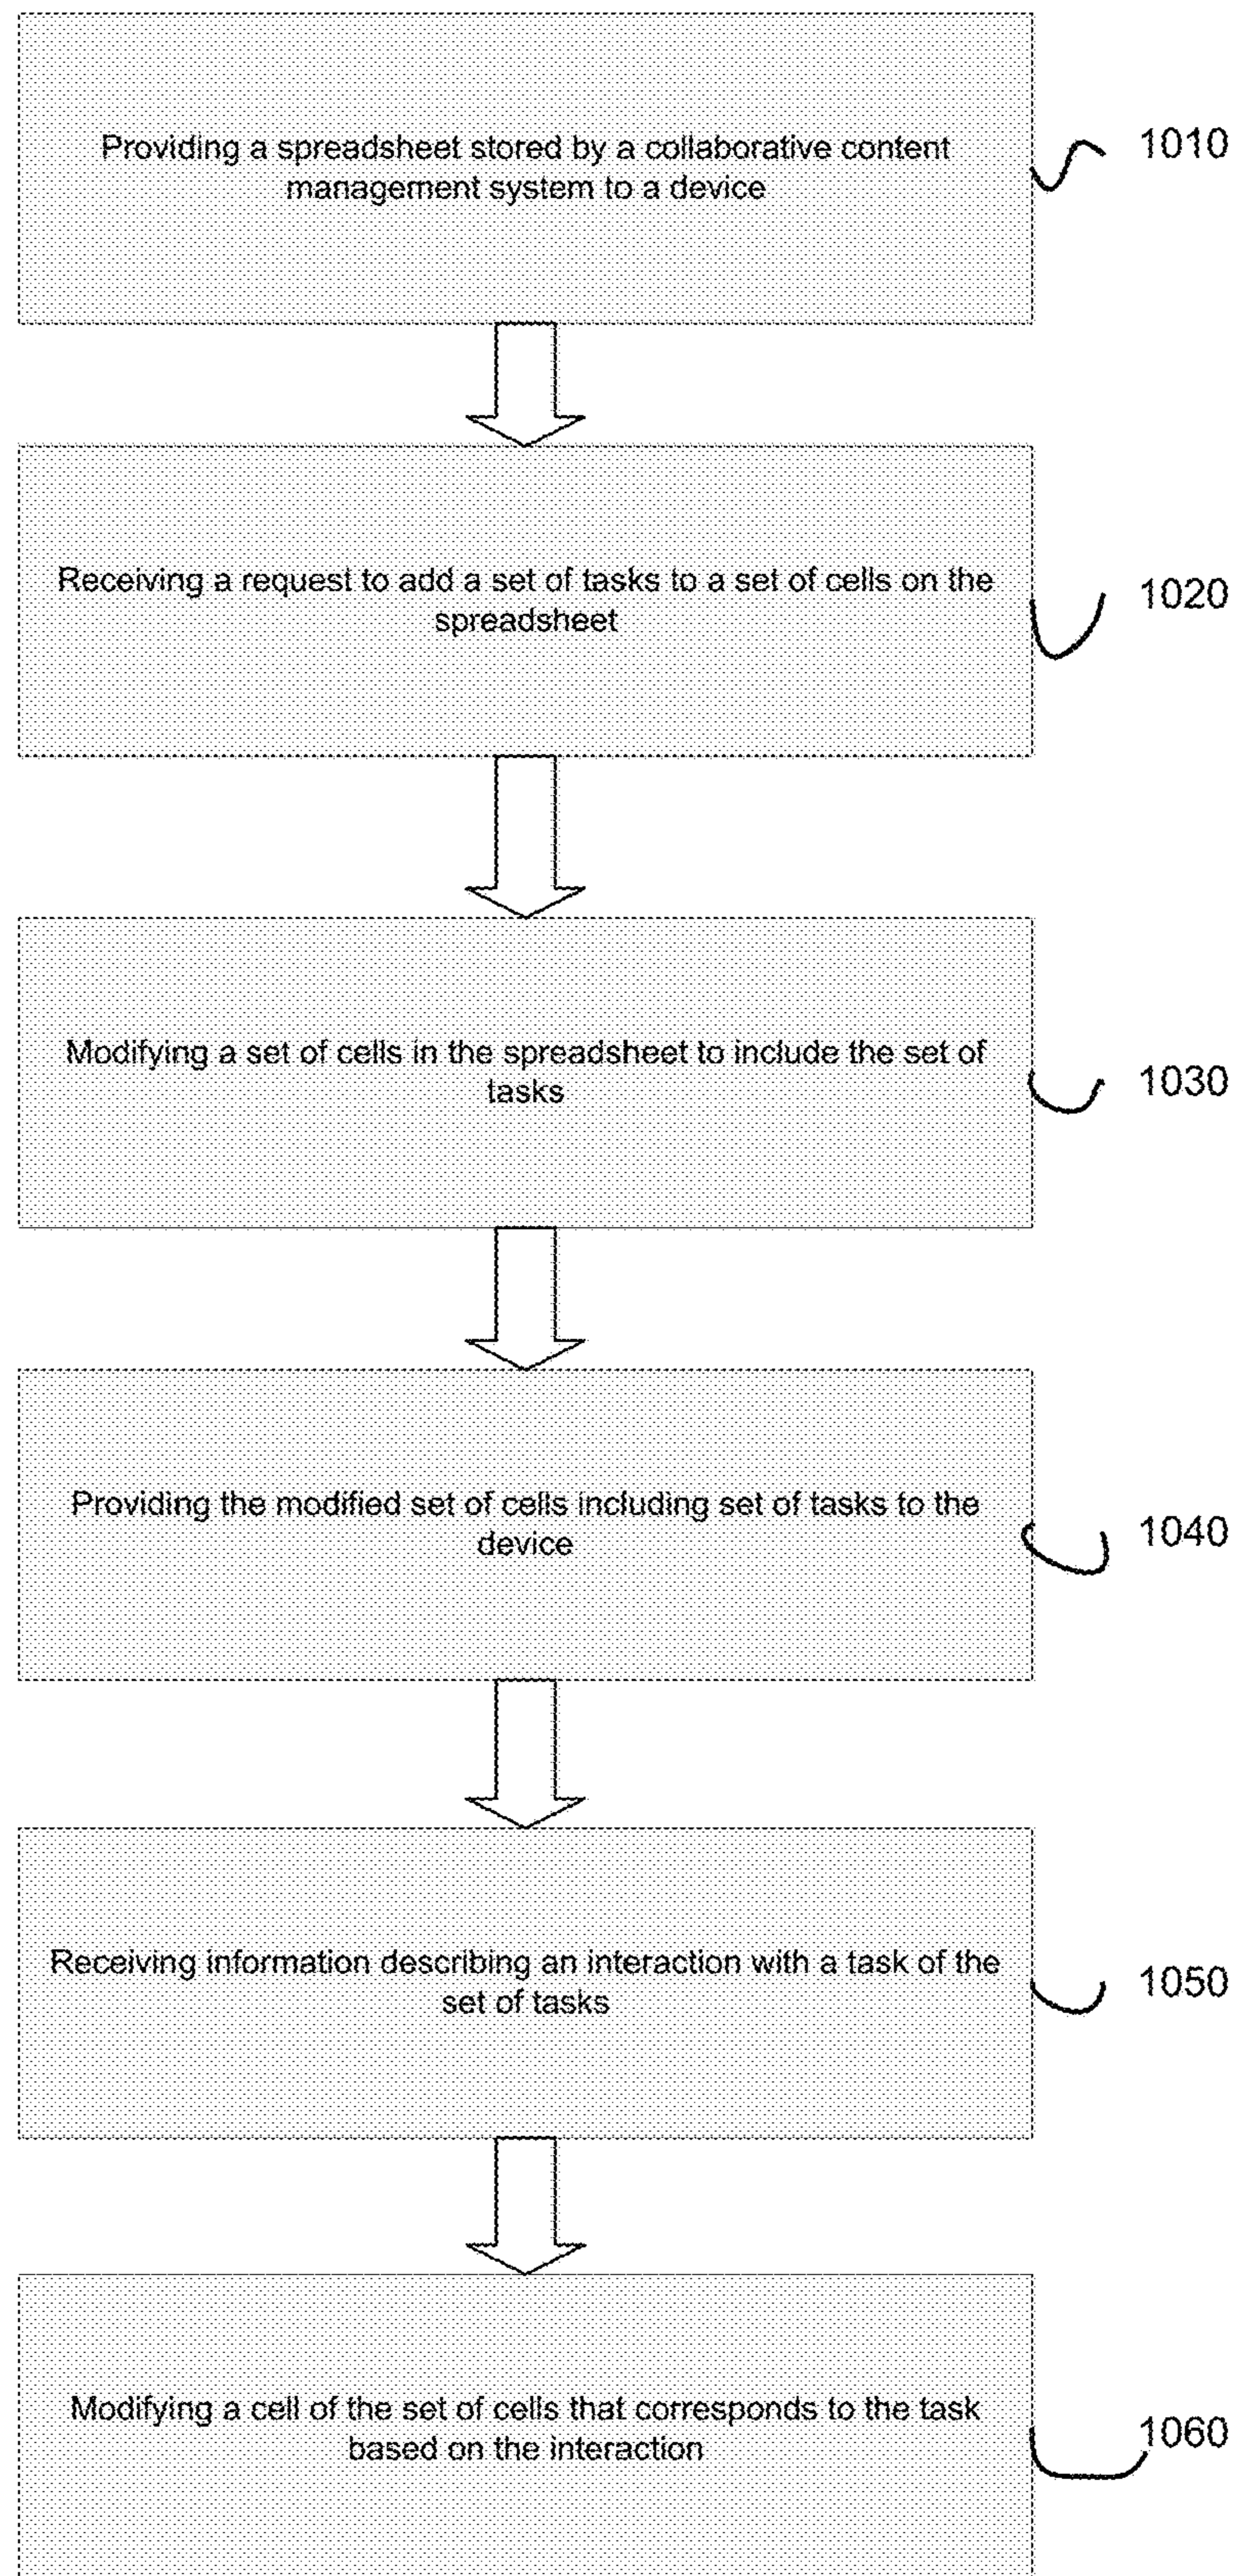 Providing a spreadsheet stored by a collaborative content
management system to a device
1010
Receiving a request to add a set of tasks to a set of cells on the
spreadsheet
1020
Modifying a set of cells in the spreadsheet to include the set of
tasks
1030
Providing the modified set of cells including set of tasks to the
device
1040
Receiving information describing an interaction with a task of the
set of tasks
1050
Modifying a cell of the set of cells that corresponds to the task
based on the interaction
1060